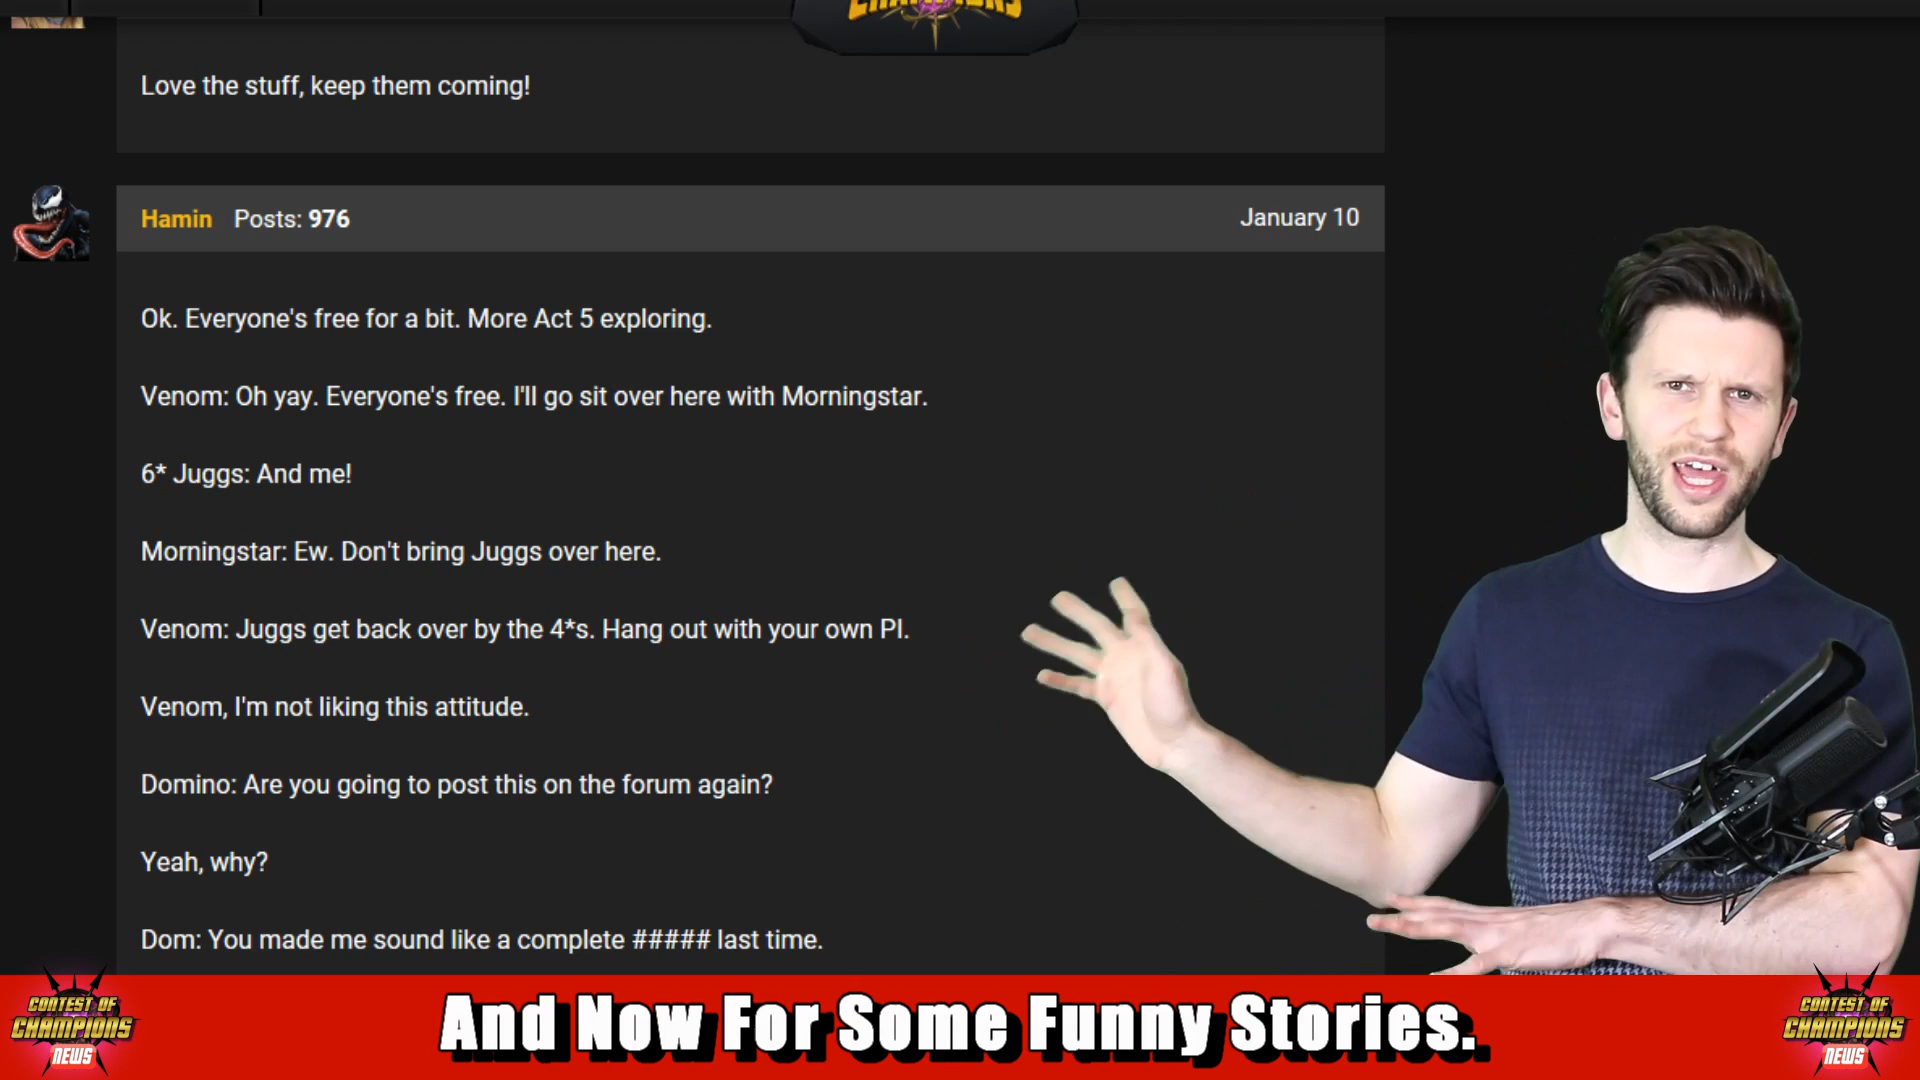 CHAMPIONS
Love the stuff, keep them coming!
Hamin Posts: 976 January 10
Ok. Everyone's free for a bit. More Act 5 exploring.
Venom: Oh yay. Everyone's free. I'll go sit over here with Morningstar.
6* Juggs: And me!
Morningstar: Ew. Don't bring Juggs over here.
Venom: Juggs get back over by the 4*s. Hang out with your own PI.
Venom, I'm not liking this attitude.
Domino: Are you going to post this on the forum again?
Yeah, why?
Dom: You made me sound like a complete ##### last time.
CONTEST OF
CHAMPIONS
NEWS
And Now For Some Funny Stories.
CONTEST OF
CHAMPIONS
NEWS